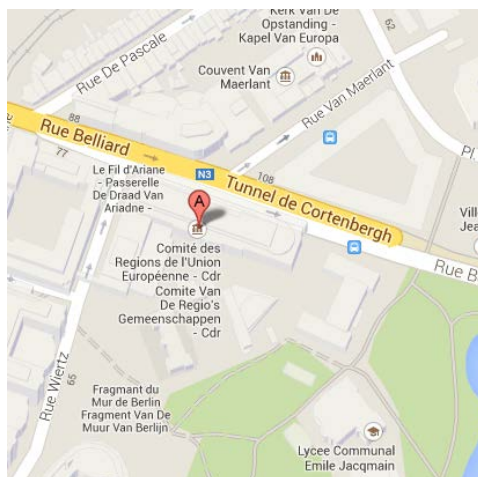 Kerk Van De
Opstanding -
Kapel Van Europa
Rue De Pascale
Couvent Van
Maerlant
Rue Van Maerlant
88
Rue Belliard
77
Le Fil d'Ariane
- Passerelle
De Draad Van
Ariadne -
N3
108
Tunnel de Cortenbergh
Pl
A
Ville
Jea
Comité des
Regions de l'Union
Européenne - Cdr
Comite Van
De Regio's
Gemeenschappen
- Cdr
Rue B
Rue Wiertz
65
Fragmant du
Mur de Berlin
Fragment Van De
Muur Van Berlijn
Lycee Communal
Emile Jacqmain